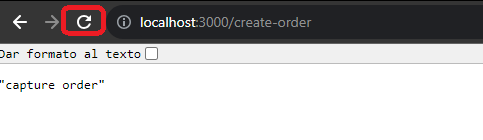 localhost:3000/create-order
Dar formato al texto
"capture order"